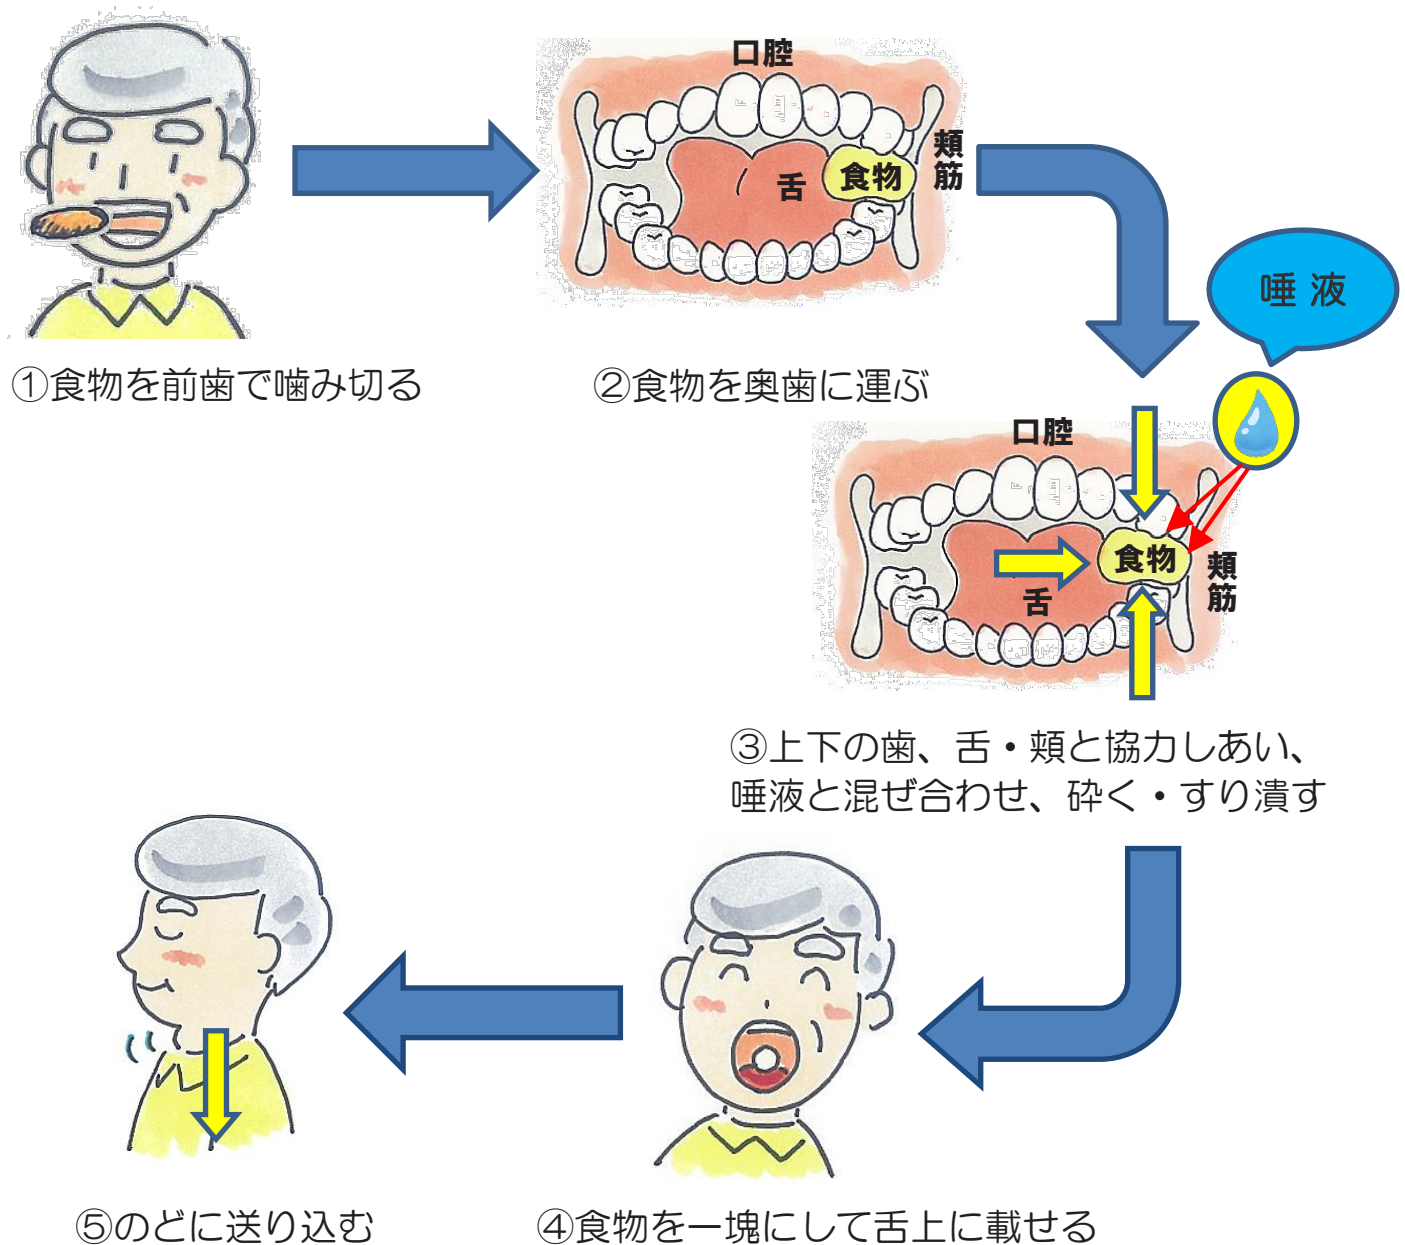 口腔
舌
食物
頬筋
①食物を前歯で噛み切る
②食物を奥歯に運ぶ
唾液
口腔
食物
舌
頬筋
③上下の歯、舌・頬と協力しあい、
唾液と混ぜ合わせ、砕く・すり潰す
⑤のどに送り込む
④食物を一塊にして舌上に載せる